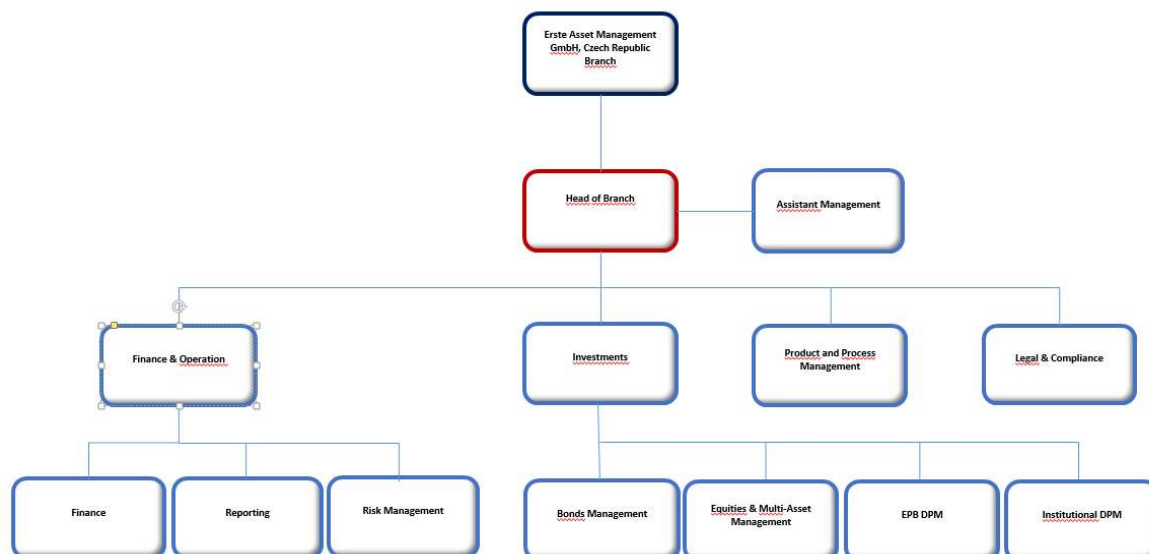 Erste Asset Management
GmbH, Czech Republic
Branch
Head of Branch
Assistant Management
Finance & Operation
Investments
Product and Process
Management
Legal & Compliance
Finance
Reporting
Risk Management
Bonds Management
Equities & Multi-Asset
Management
EPB DPM
Institutional DPM